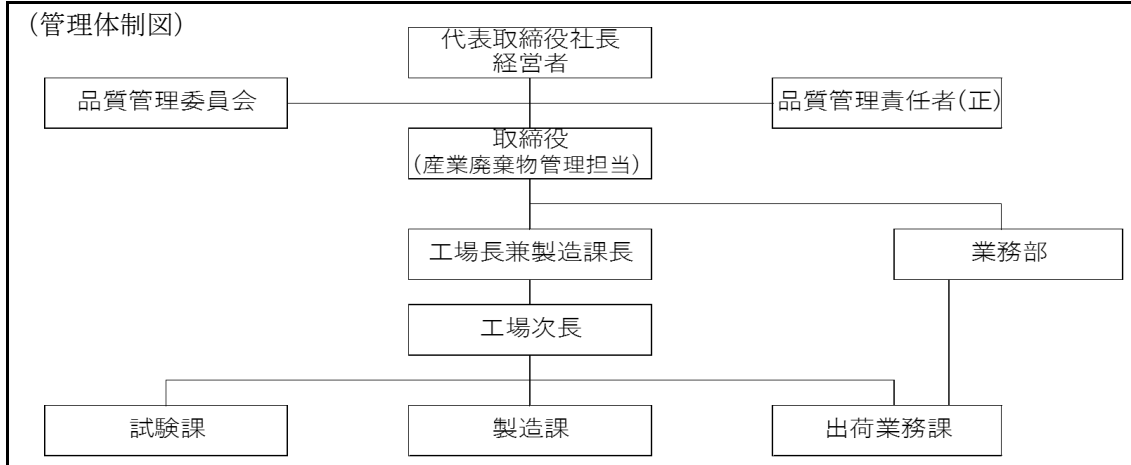 (管理体制図)
代表取締役社長
経営者
品質管理委員会
品質管理責任者(正)
取締役
(産業廃棄物管理担当)
工場長兼製造課長
業務部
工場次長
試験課
製造課
出荷業務課